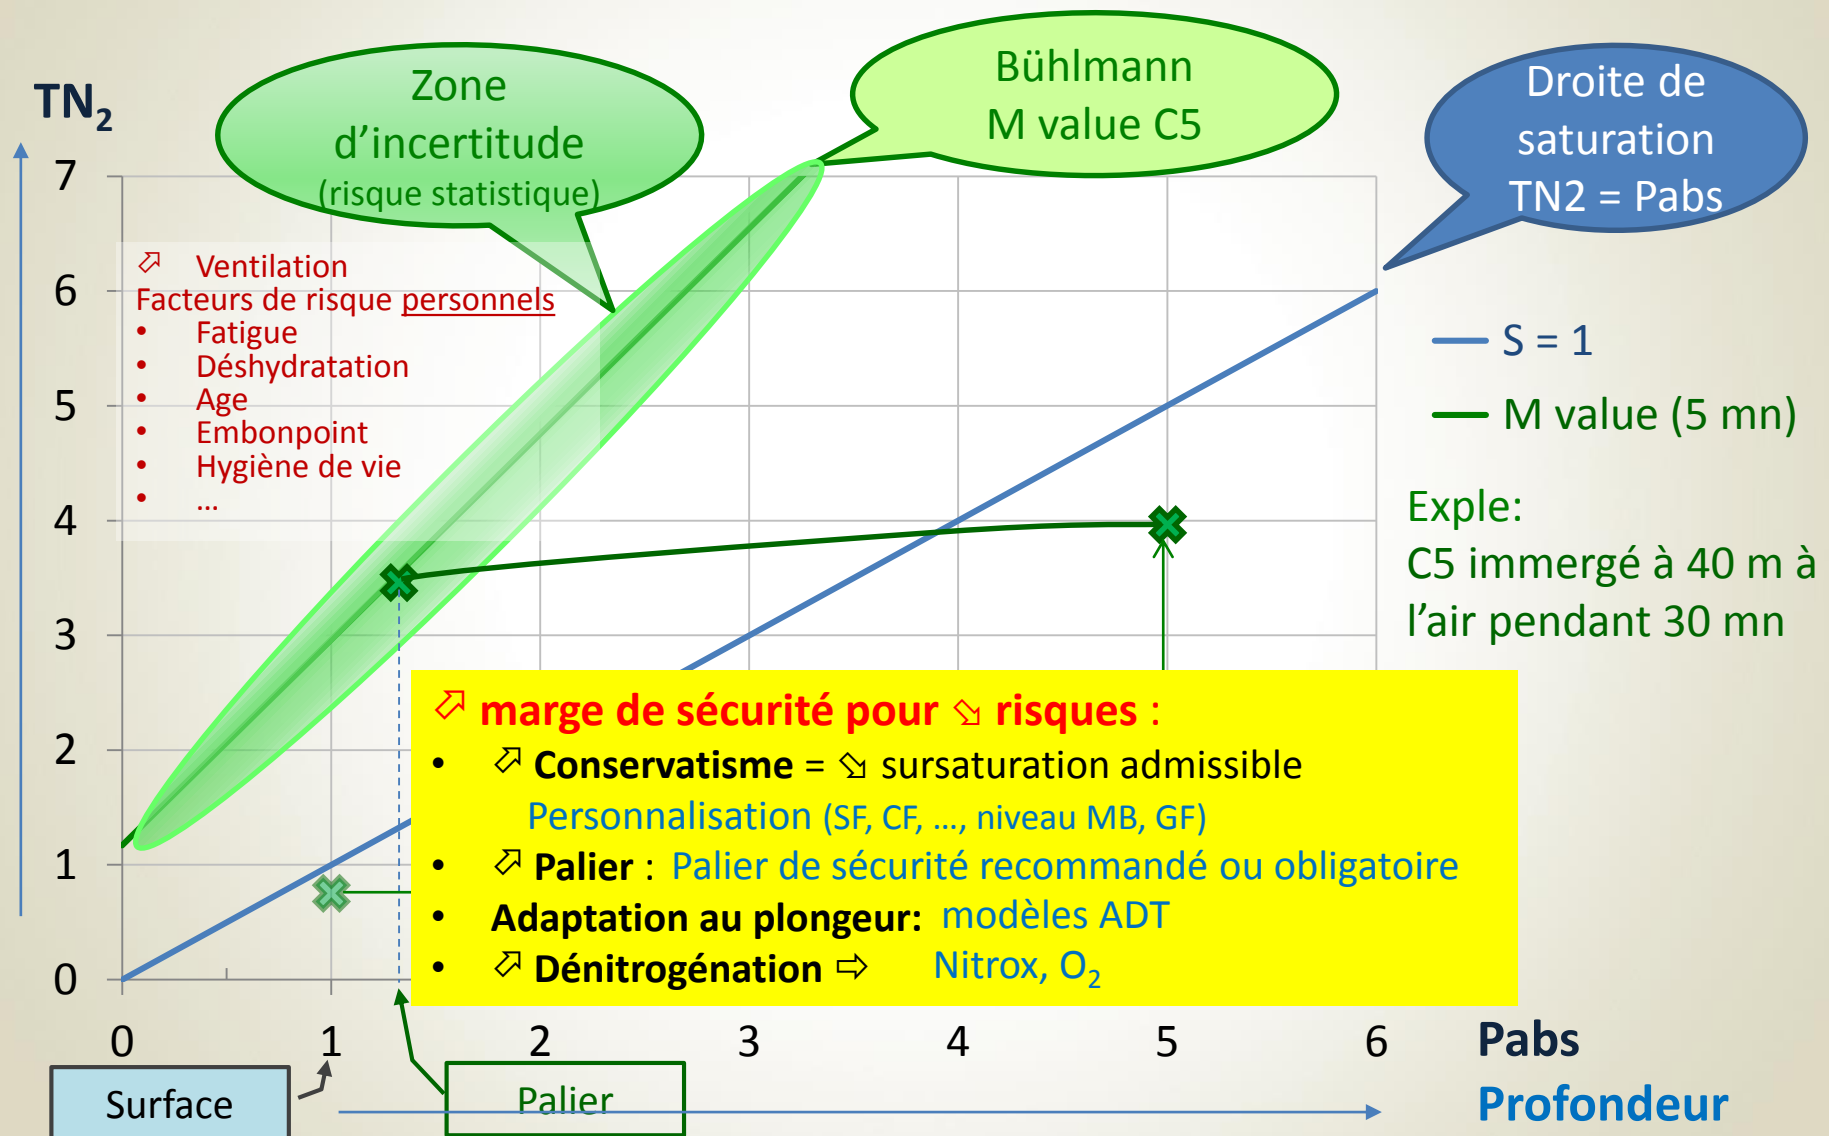 Zone
d'incertitude
(risque statistique)
Bühlmann
M value C5
Droite de
saturation
TN2 = Pabs
TN₂
7
6
5
4
3
2
1
0
⬀ Ventilation
Facteurs de risque personnels
• Fatigue
• Déshydratation
• Age
• Embonpoint
• Hygiène de vie
• ...
S = 1
M value (5 mn)
Exple:
C5 immergé à 40 m à
l'air pendant 30 mn
⬀ marge de sécurité pour ⬂ risques :
• ⬀ Conservatisme = ⬂ sursaturation admissible
Personnalisation (SF, CF, ..., niveau MB, GF)
• ⬀ Palier : Palier de sécurité recommandé ou obligatoire
• Adaptation au plongeur: modèles ADT
• ⬀ Dénitrogénation ⇨ Nitrox, O₂
0 1 2 3 4 5 6
Pabs
Surface
Palier
Profondeur